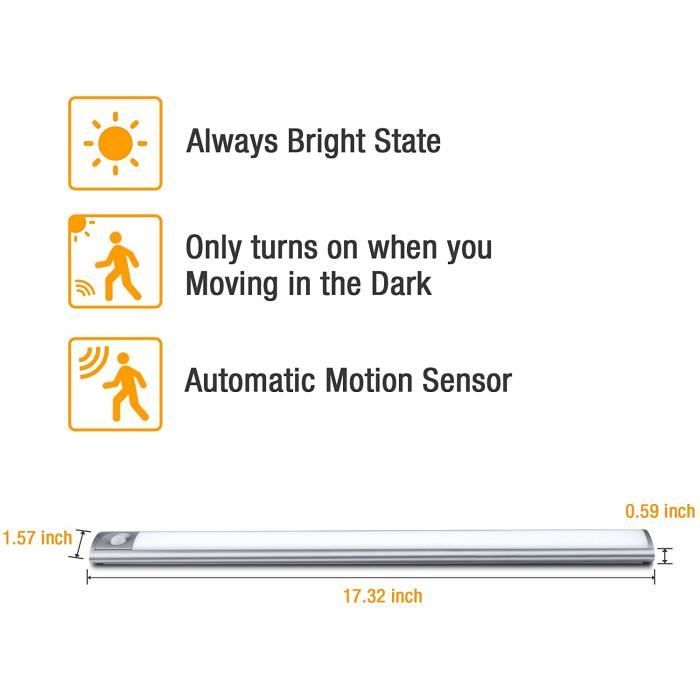 Always Bright State
Only turns on when you
Moving in the Dark
Automatic Motion Sensor
0.59 inch
1.57 inch
17.32 inch